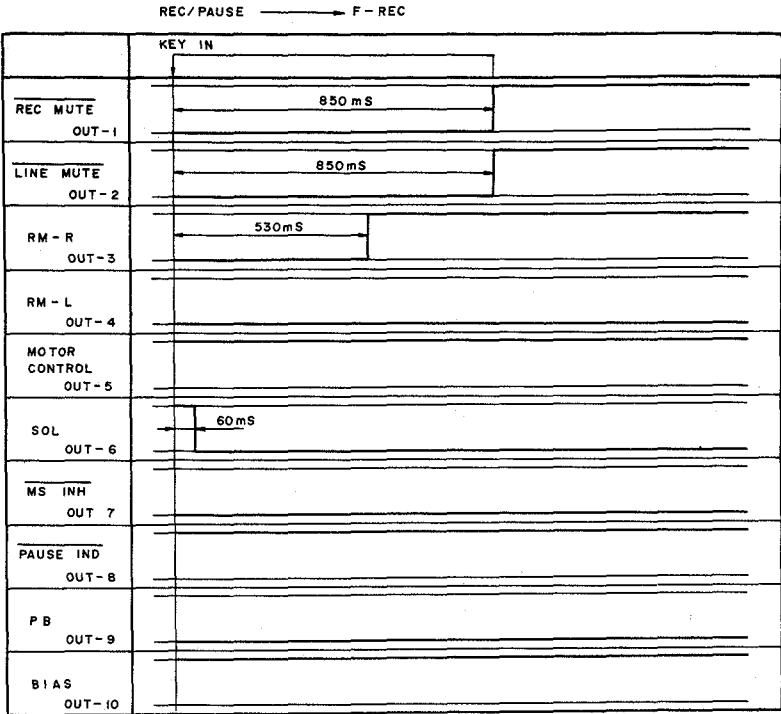 REC/PAUSE → F-REC
KEY IN
REC MUTE
850 mS
OUT-1
LINE MUTE
850mS
OUT-2
RM-R
530mS
OUT-3
RM-L
OUT-4
MOTOR
CONTROL
OUT-5
SOL
60mS
OUT-6
MS INH
OUT 7
PAUSE IND
OUT-8
PB
OUT-9
BIAS
OUT-10